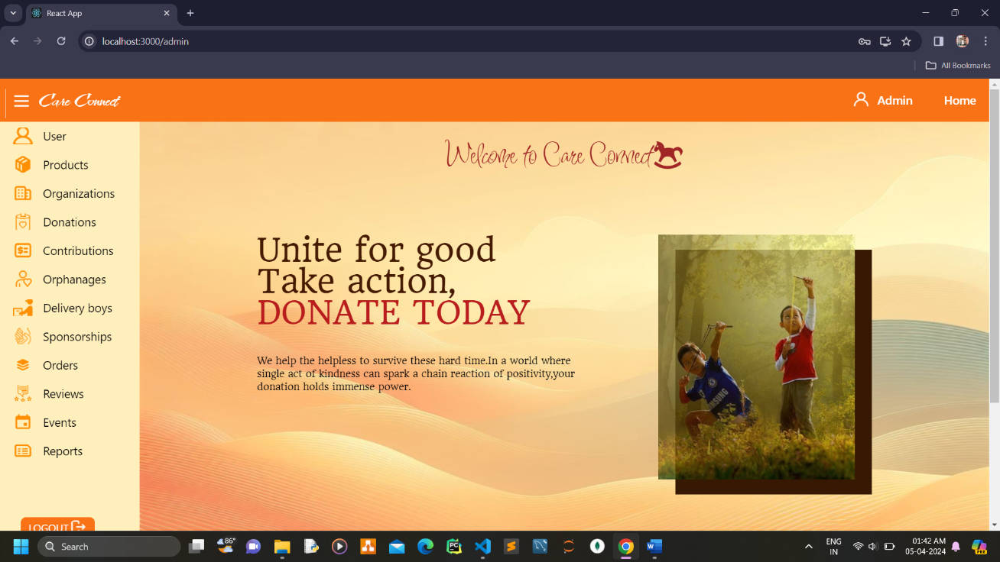 React App
localhost:3000/admin
All Bookmarks
Care Connect
Admin
Home
User
Products
Organizations
Donations
Contributions
Orphanages
Delivery boys
Sponsorships
Orders
Reviews
Events
Reports
LOGOUT
Welcome to Care Connect
Unite for good
Take action,
DONATE TODAY
We help the helpless to survive these hard time.In a world where
single act of kindness can spark a chain reaction of positivity,your
donation holds immense power.
SAMSUNG
Search
86°
PC
W
ENG
IN
01:42 AM
05-04-2024
PRE